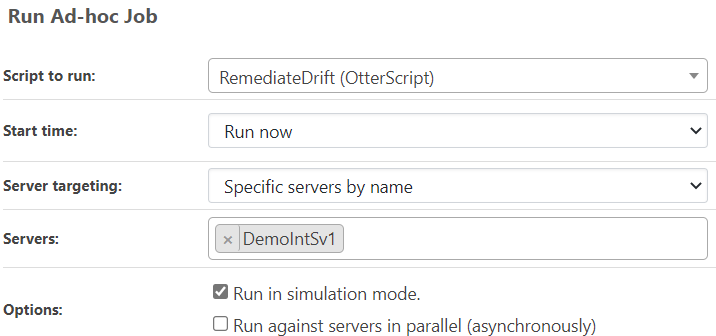 Run Ad-hoc Job
Script to run: RemediateDrift (OtterScript)
Start time: Run now
Server targeting: Specific servers by name
Servers: × DemoIntSv1
Options: Run in simulation mode.
Run against servers in parallel (asynchronously)